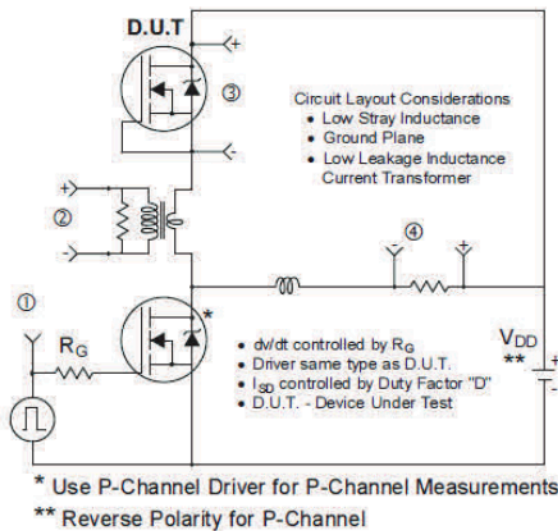 D.U.T
+
③
-
Circuit Layout Considerations
• Low Stray Inductance
• Ground Plane
• Low Leakage Inductance
Current Transformer
+
②
-
④
-
+
①
RG
*
• dv/dt controlled by RG
• Driver same type as D.U.T.
• ISD controlled by Duty Factor "D"
• D.U.T. - Device Under Test
VDD
**
+
-
* Use P-Channel Driver for P-Channel Measurements
** Reverse Polarity for P-Channel